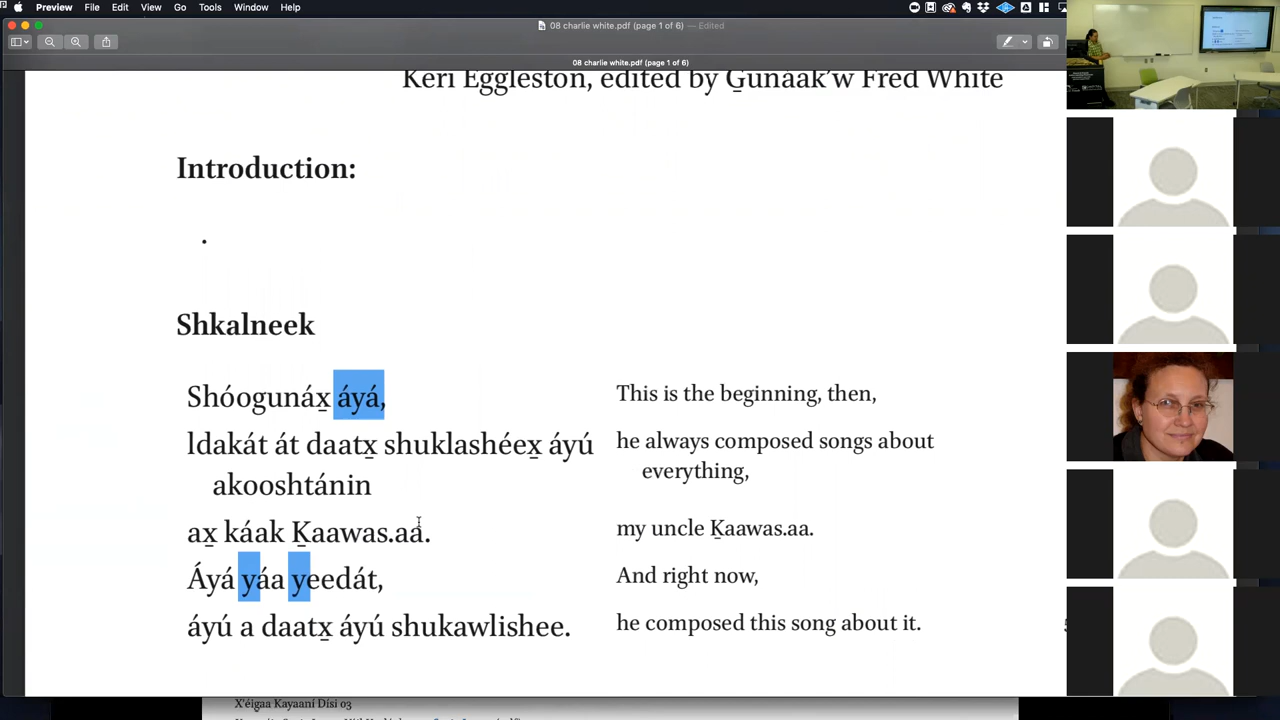 Preview File Edit View Go Tools Window Help
08 charlie white.pdf (page 1 of 6) — Edited
08 charlie white.pdf (page 1 of 6)
Keri Eggleston, edited by G̱unaak’w Fred White
Introduction:
.
Shkalneek
Shóogunáx̱ áyá,
This is the beginning, then,
ldakát át daatx̱ shuklashéex̱ áyú
he always composed songs about
akooshtánin
everything,
ax̱ káak Ḵaawas.aa.
my uncle Ḵaawas.aa.
Áyá yáa yeedát,
And right now,
áyú a daatx̱ áyú shukawlishee.
he composed this song about it.
X'éigaa Kayaaní Dísi 03